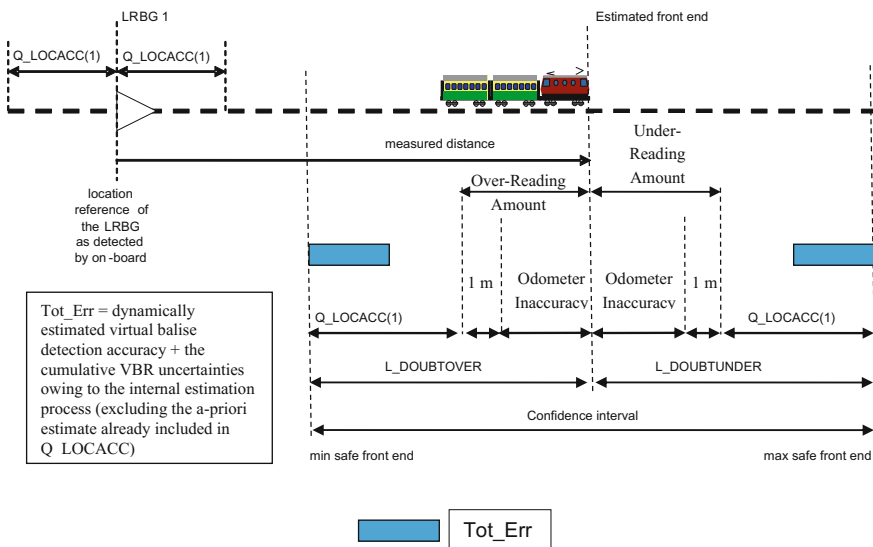 LRBG 1
Estimated front end
Q_LOCACC(1)
Q_LOCACC(1)
measured distance
Under-
Reading
Amount
Over-Reading
Amount
location
reference of
the LRBG
as detected
by on-board
1 m
Odometer
Inaccuracy
Odometer
Inaccuracy
1 m
Q_LOCACC(1)
Q_LOCACC(1)
L_DOUBTOVER
L_DOUBTUNDER
Confidence interval
min safe front end
max safe front end
Tot_Err = dynamically
estimated virtual balise
detection accuracy + the
cumulative VBR uncertainties
owing to the internal estimation
process (excluding the a-priori
estimate already included in
Q_LOCACC)
Tot_Err